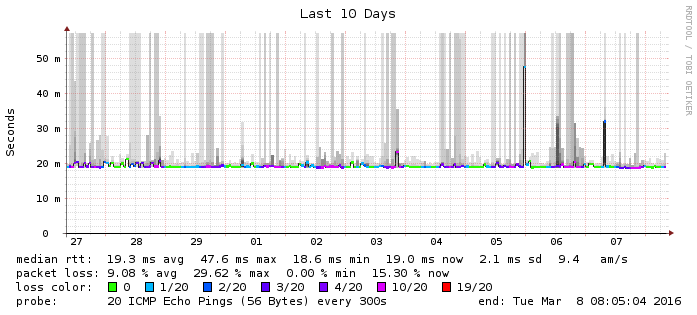 Last 10 Days
RRDTOOL / TOBI OETIKER
Seconds
50 m
40 m
30 m
20 m
10 m
0
27 28 29 01 02 03 04 05 06 07
median rtt: 19.3 ms avg 47.6 ms max 18.6 ms min 19.0 ms now 2.1 ms sd 9.4 am/s
packet loss: 9.08 % avg 29.62 % max 0.00 % min 15.30 % now
loss color: 0 1/20 2/20 3/20 4/20 10/20 19/20
probe: 20 ICMP Echo Pings (56 Bytes) every 300s end: Tue Mar 8 08:05:04 2016